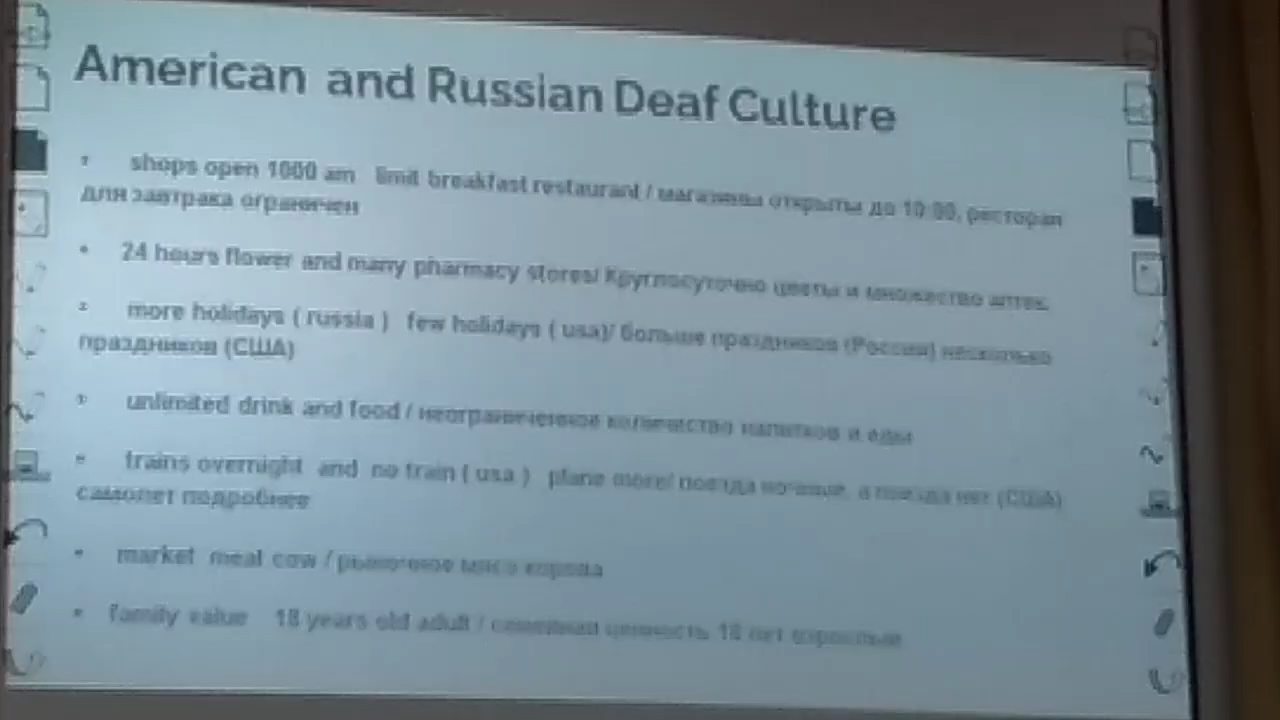 American and Russian Deaf Culture
shops open 1000 am limit breakfast restaurant / магазины открыты до 10:00, ресторан
для завтрака ограничен
• 24 hours flower and many pharmacy stores/ Круглосуточно цветы и множество аптек.
more holidays ( russia ) few holidays ( usa)/ больше праздников (России) несколько
праздников (США)
unlimited drink and food / неограниченное количество напитков и еды
trains overnight and no train ( usa ) plane more/ поезда ночные, а поезда нет (США)
самолет подробнее
• market meat cow / рыночное мясо корова
• family value 18 years old adult / семейная ценность 18 лет взрослые